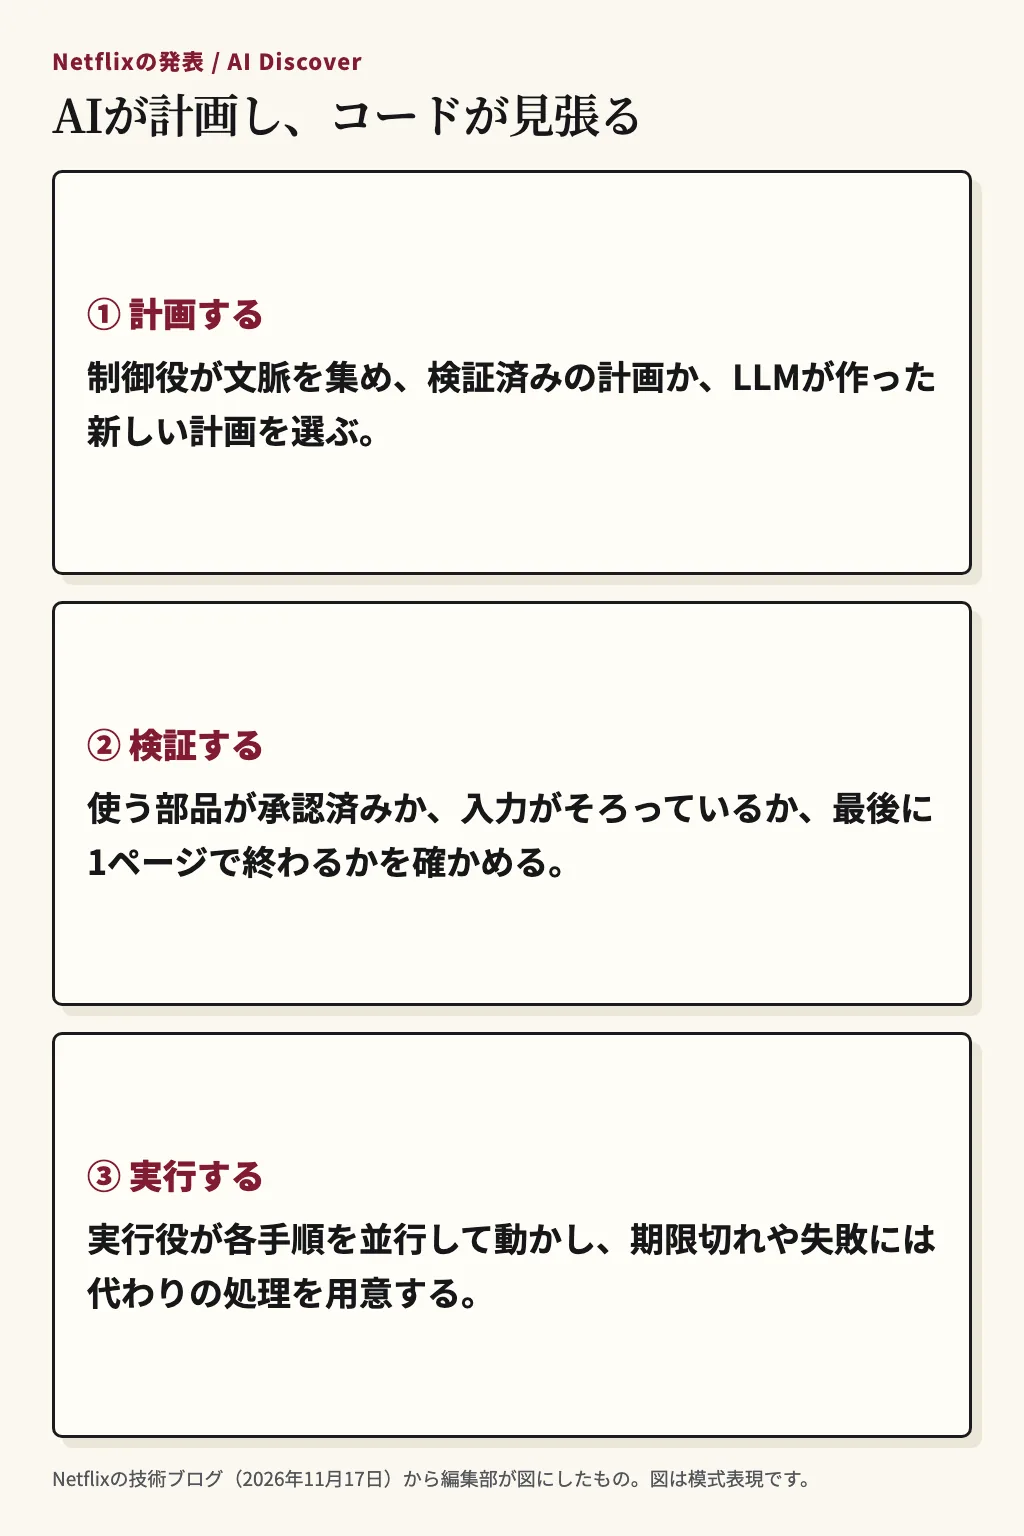 Netflixの発表 / AI Discover
AIが計画し、コードが見張る
① 計画する
制御役が文脈を集め、検証済みの計画か、LLMが作った
新しい計画を選ぶ。
② 検証する
使う部品が承認済みか、入力がそろっているか、最後に
1ページで終わるかを確かめる。
③ 実行する
実行役が各手順を並行して動かし、期限切れや失敗には
代わりの処理を用意する。
Netflixの技術ブログ（2026年11月17日）から編集部が図にしたもの。図は模式表現です。